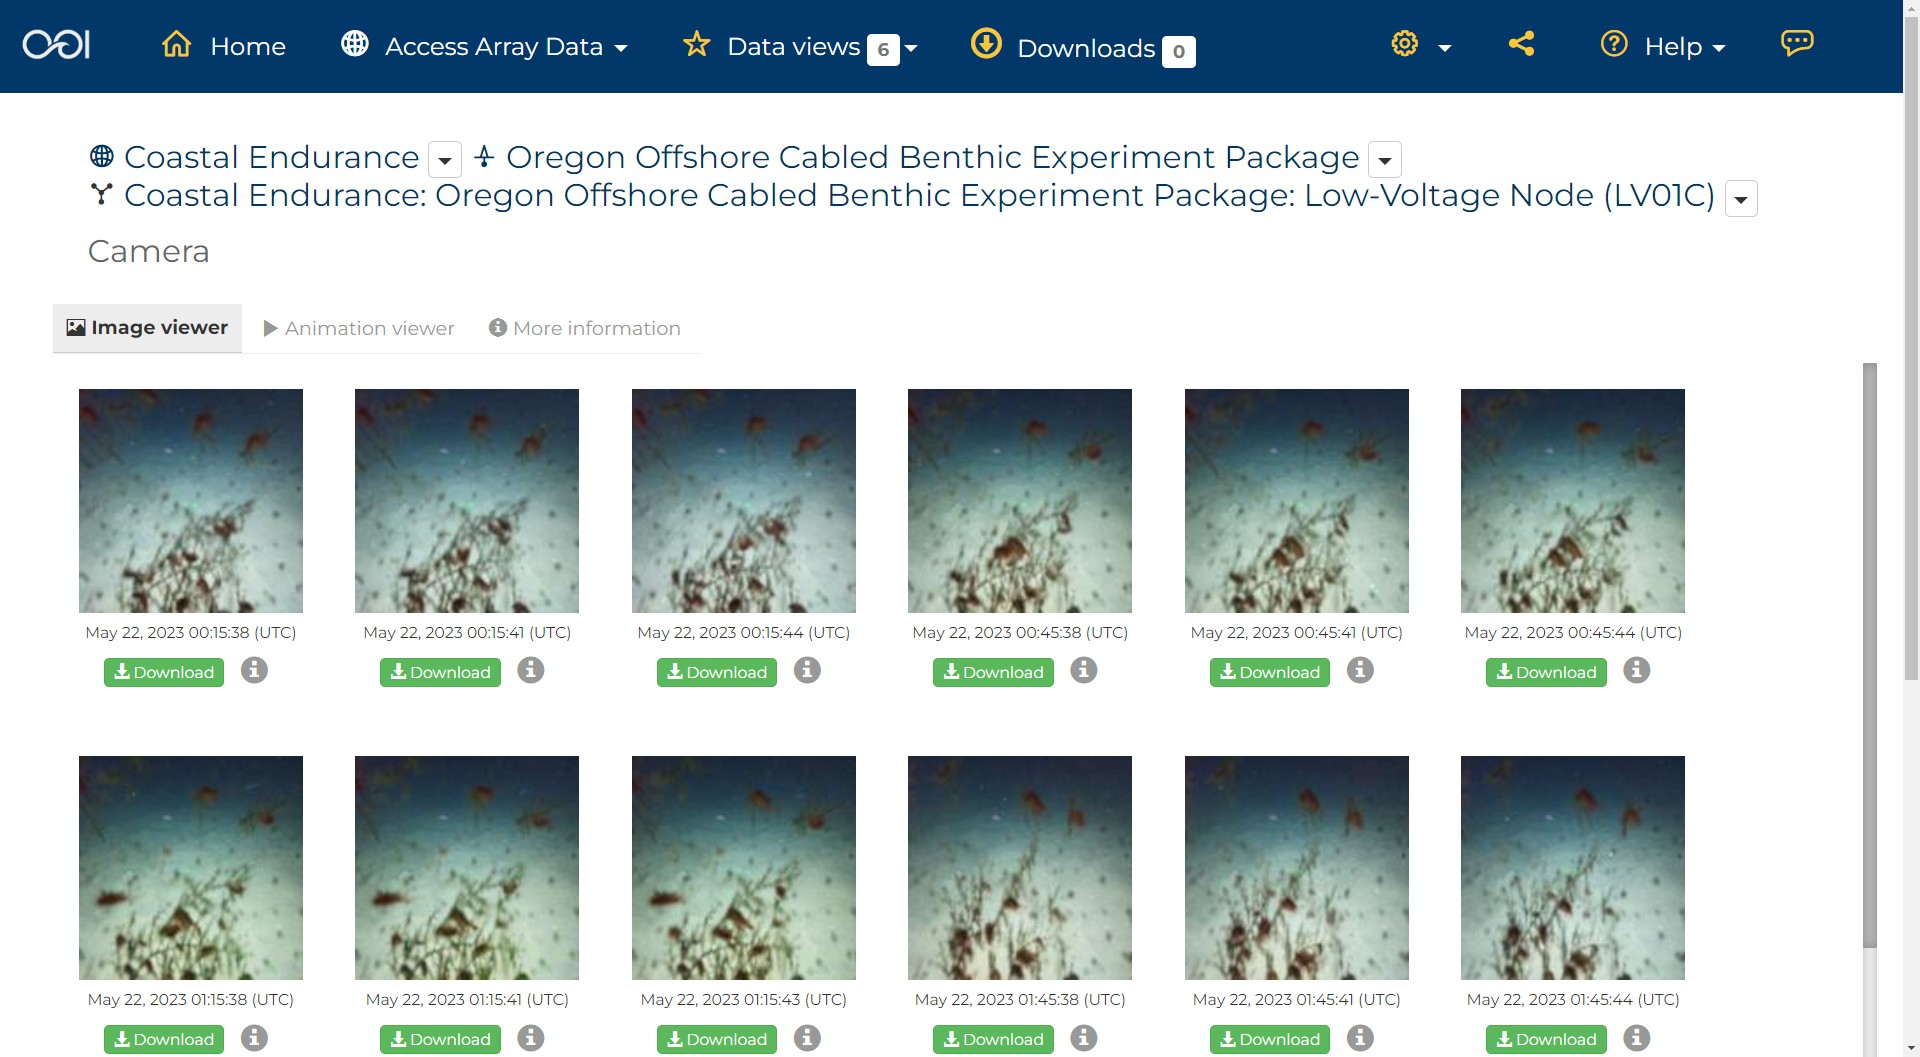 OOI
Home
Access Array Data
Data views 6
Downloads 0
Help
Coastal Endurance Oregon Offshore Cabled Benthic Experiment Package
Coastal Endurance: Oregon Offshore Cabled Benthic Experiment Package: Low-Voltage Node (LV01C)
Camera
Image viewer Animation viewer More information
May 22, 2023 00:15:38 (UTC) May 22, 2023 00:15:41 (UTC) May 22, 2023 00:15:44 (UTC) May 22, 2023 00:45:38 (UTC) May 22, 2023 00:45:41 (UTC) May 22, 2023 00:45:44 (UTC)
Download Download Download Download Download Download
May 22, 2023 01:15:38 (UTC) May 22, 2023 01:15:41 (UTC) May 22, 2023 01:15:43 (UTC) May 22, 2023 01:45:38 (UTC) May 22, 2023 01:45:41 (UTC) May 22, 2023 01:45:44 (UTC)
Download Download Download Download Download Download